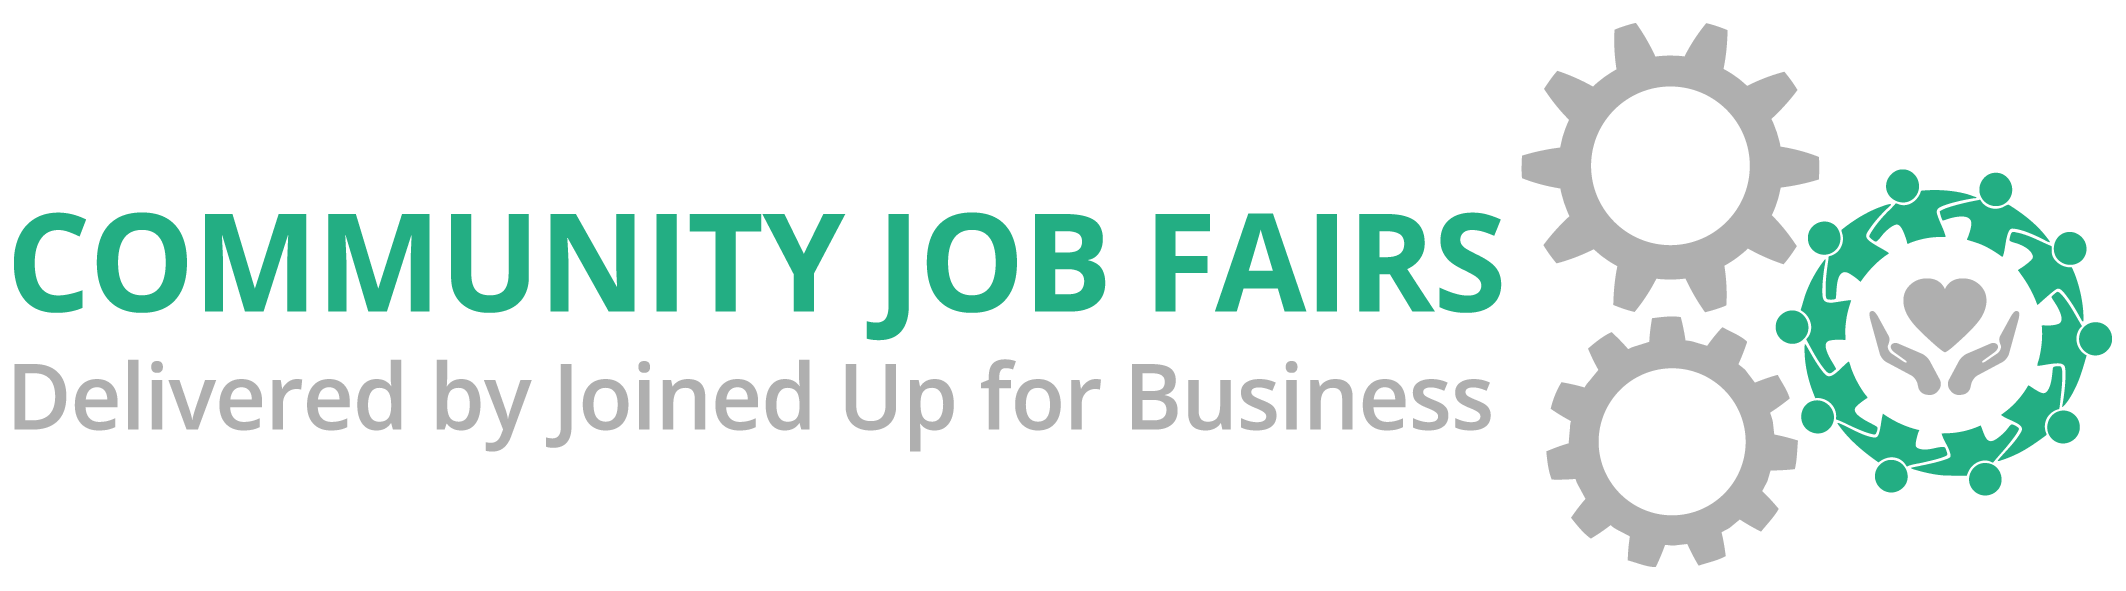 COMMUNITY JOB FAIRS
Delivered by Joined Up for Business